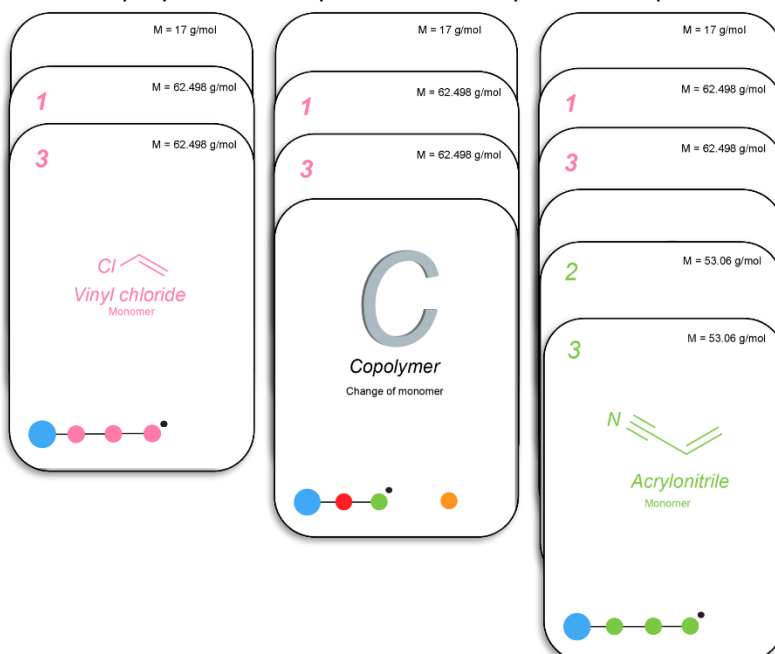 M = 17 g/mol
1
M = 62.498 g/mol
3
M = 62.498 g/mol
Cl
Vinyl chloride
Monomer
M = 17 g/mol
1
M = 62.498 g/mol
3
M = 62.498 g/mol
C
Copolymer
Change of monomer
M = 17 g/mol
1
M = 62.498 g/mol
3
M = 62.498 g/mol
2
M = 53.06 g/mol
3
M = 53.06 g/mol
N
Acrylonitrile
Monomer